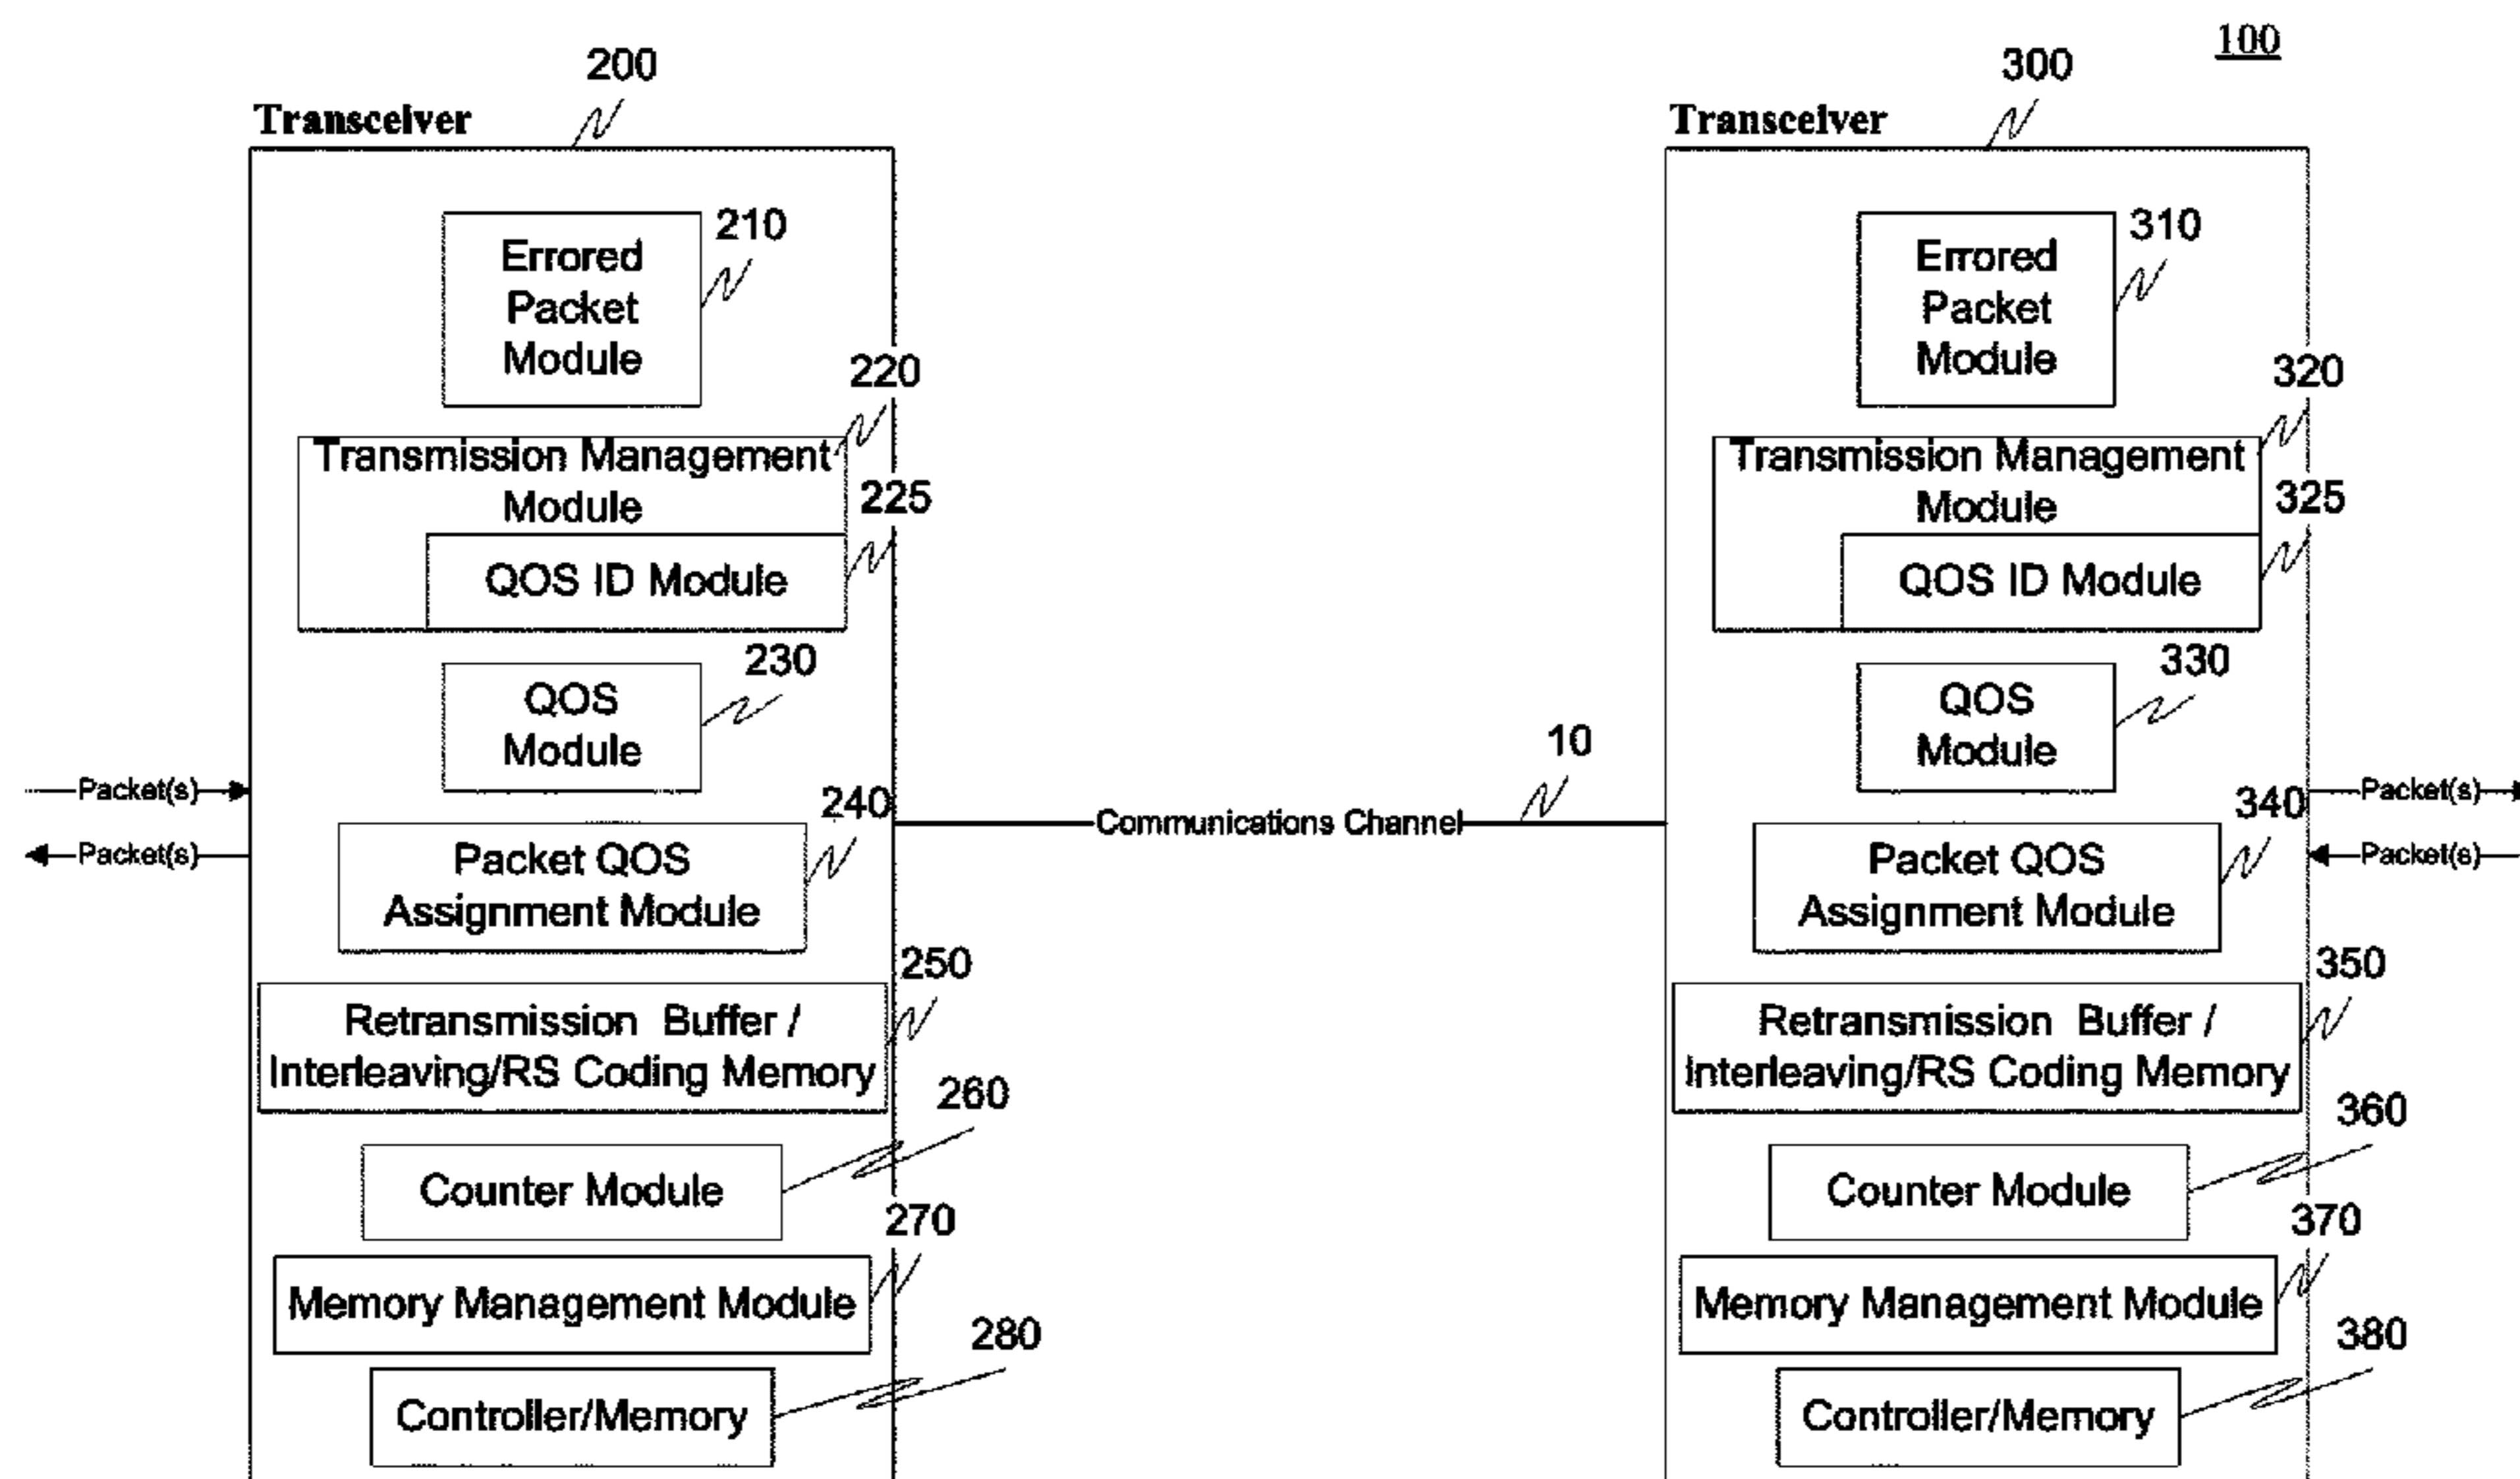 100
200
300
Transceiver
Transceiver
210
Errored
Packet
Module
310
Errored
Packet
Module
220
Transmission Management
Module
225
QOS ID Module
320
Transmission Management
Module
325
QOS ID Module
230
QOS
Module
330
QOS
Module
Packet(s)
Packet(s)
10
Communications Channel
Packet(s)
Packet(s)
240
Packet QOS
Assignment Module
340
Packet QOS
Assignment Module
250
Retransmission Buffer /
Interleaving/RS Coding Memory
350
Retransmission Buffer /
Interleaving/RS Coding Memory
260
Counter Module
360
Counter Module
270
Memory Management Module
370
Memory Management Module
280
Controller/Memory
380
Controller/Memory